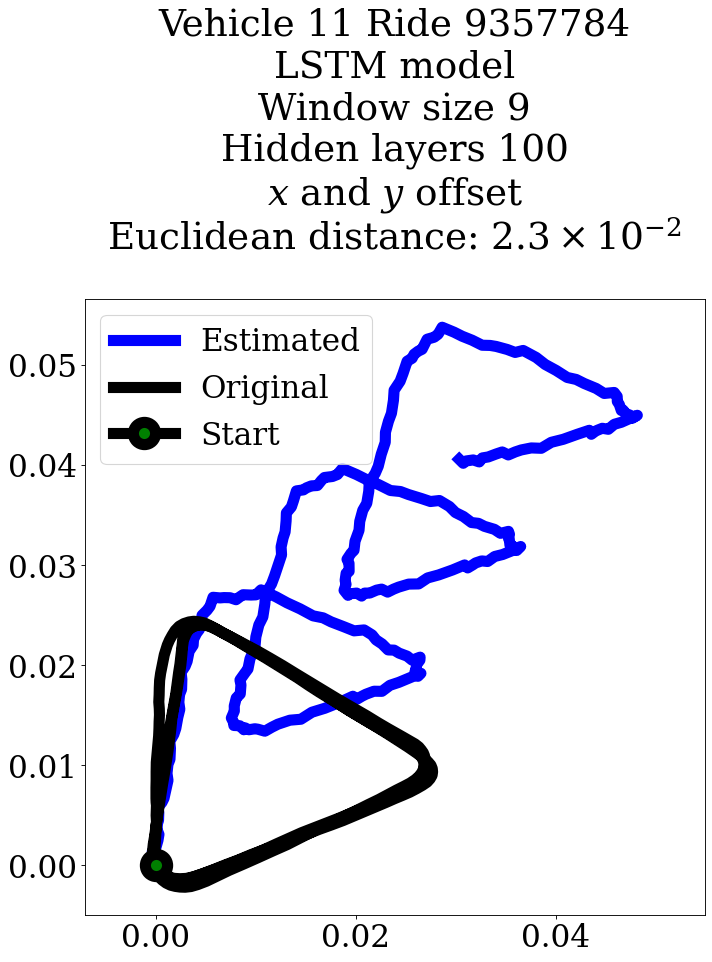 Vehicle 11 Ride 9357784
LSTM model
Window size 9
Hidden layers 100
x and y offset
Euclidean distance: 2.3 × 10⁻²
Estimated
Original
Start
0.05
0.04
0.03
0.02
0.01
0.00
0.00 0.02 0.04